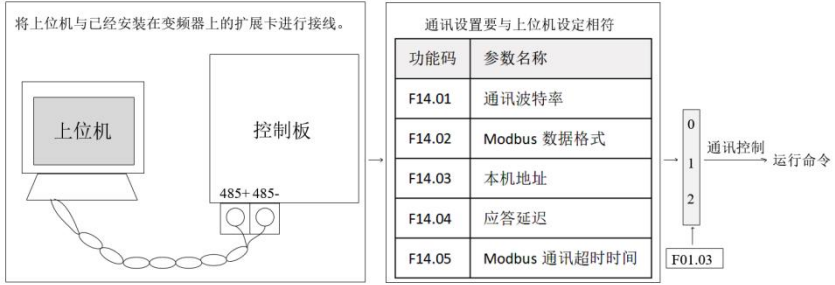 将上位机与已经安装在变频器上的扩展卡进行接线。
上位机
控制板
485+ 485-
通讯设置要与上位机设定相符
功能码 参数名称
F14.01 通讯波特率
F14.02 Modbus 数据格式
F14.03 本机地址
F14.04 应答延迟
F14.05 Modbus 通讯超时时间
0
1
2
F01.03
通讯控制
运行命令